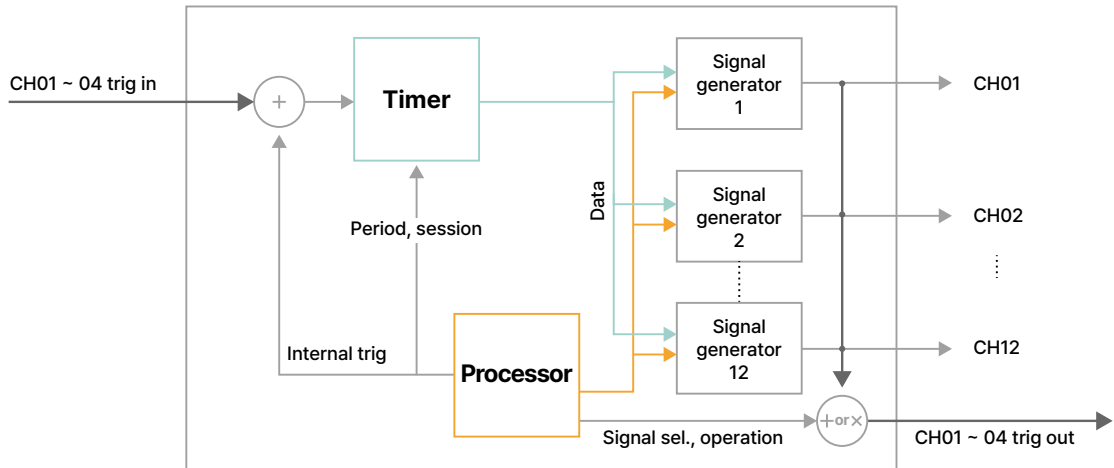 CH01 ~ 04 trig in
+
Timer
Signal
generator
1
CH01
Data
Period, session
Signal
generator
2
CH02
Internal trig
Processor
Signal
generator
12
CH12
Signal sel., operation
+or×
CH01 ~ 04 trig out